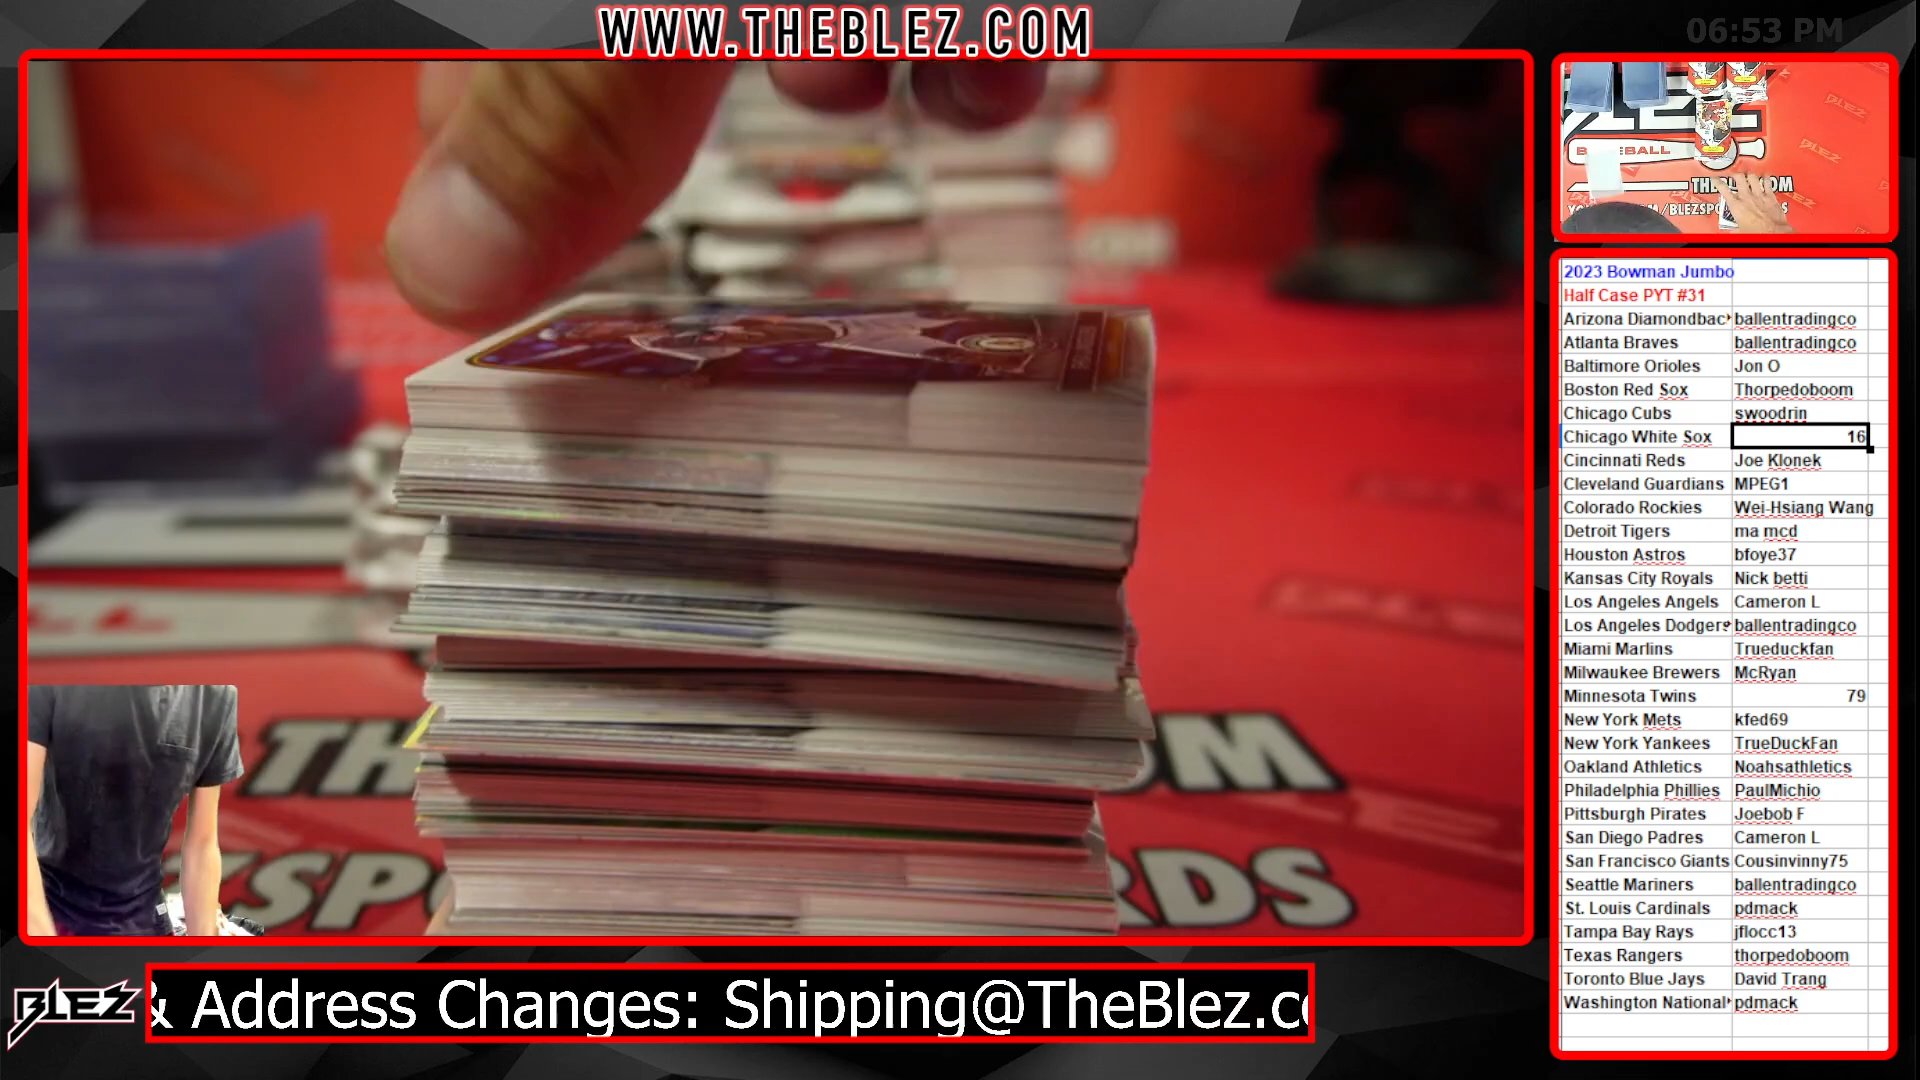 WWW.THEBLEZ.COM
06:53 PM
BLEZ
BASEBALL
BLEZ
2023 Bowman Jumbo
Half Case PYT #31
Arizona Diamondbac ballentradingco
Atlanta Braves ballentradingco
Baltimore Orioles Jon O
Boston Red Sox Thorpedoboom
Chicago Cubs swoodrin
Chicago White Sox 16
Cincinnati Reds Joe Klonek
Cleveland Guardians MPEG1
Colorado Rockies Wei-Hsiang Wang
Detroit Tigers ma mcd
Houston Astros bfoye37
Kansas City Royals Nick betti
Los Angeles Angels Cameron L
Los Angeles Dodgers ballentradingco
Miami Marlins Trueduckfan
Milwaukee Brewers McRyan
Minnesota Twins 79
New York Mets kfed69
New York Yankees TrueDuckFan
Oakland Athletics Noahsathletics
Philadelphia Phillies PaulMichio
Pittsburgh Pirates Joebob F
San Diego Padres Cameron L
San Francisco Giants Cousinvinny75
Seattle Mariners ballentradingco
St. Louis Cardinals pdmack
Tampa Bay Rays jflocc13
Texas Rangers thorpedoboom
Toronto Blue Jays David Trang
Washington National pdmack
BLEZ
& Address Changes: Shipping@TheBlez.co